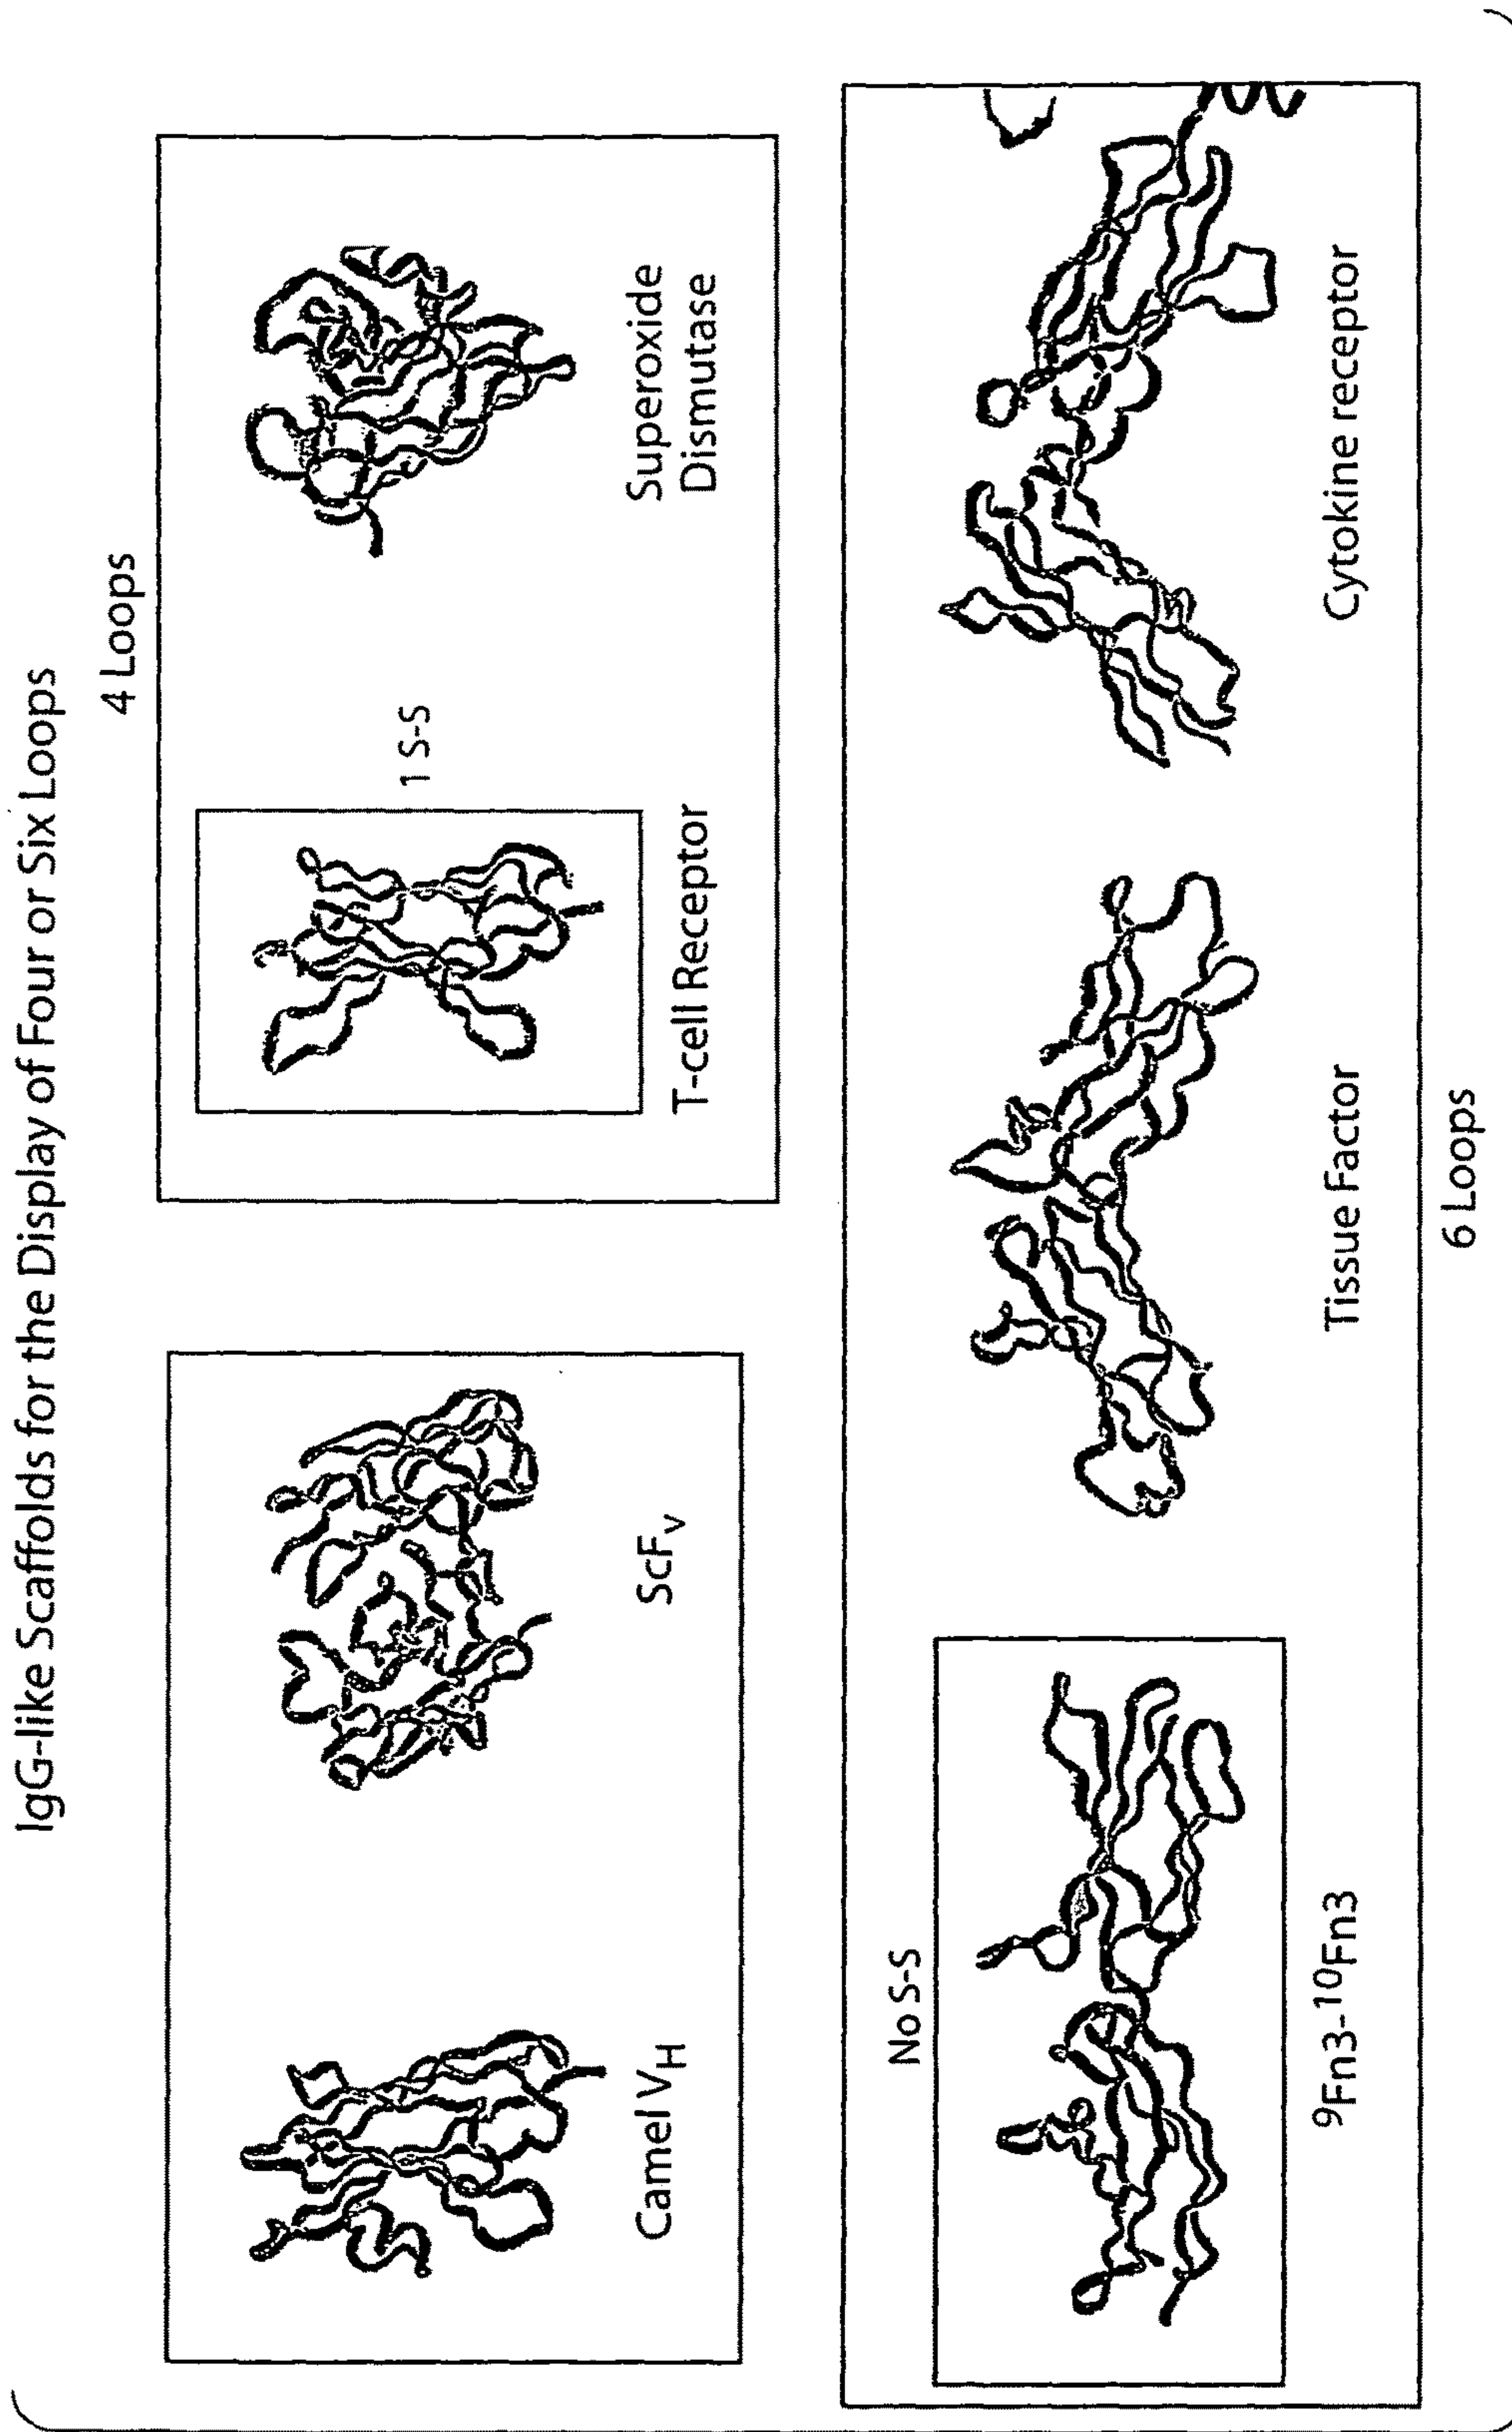 IgG-like Scaffolds for the Display of Four or Six Loops
4 Loops
1 S-S
Camel VH
ScFv
T-cell Receptor
Superoxide
Dismutase
No S-S
9Fn3-10Fn3
Tissue Factor
Cytokine receptor
6 Loops